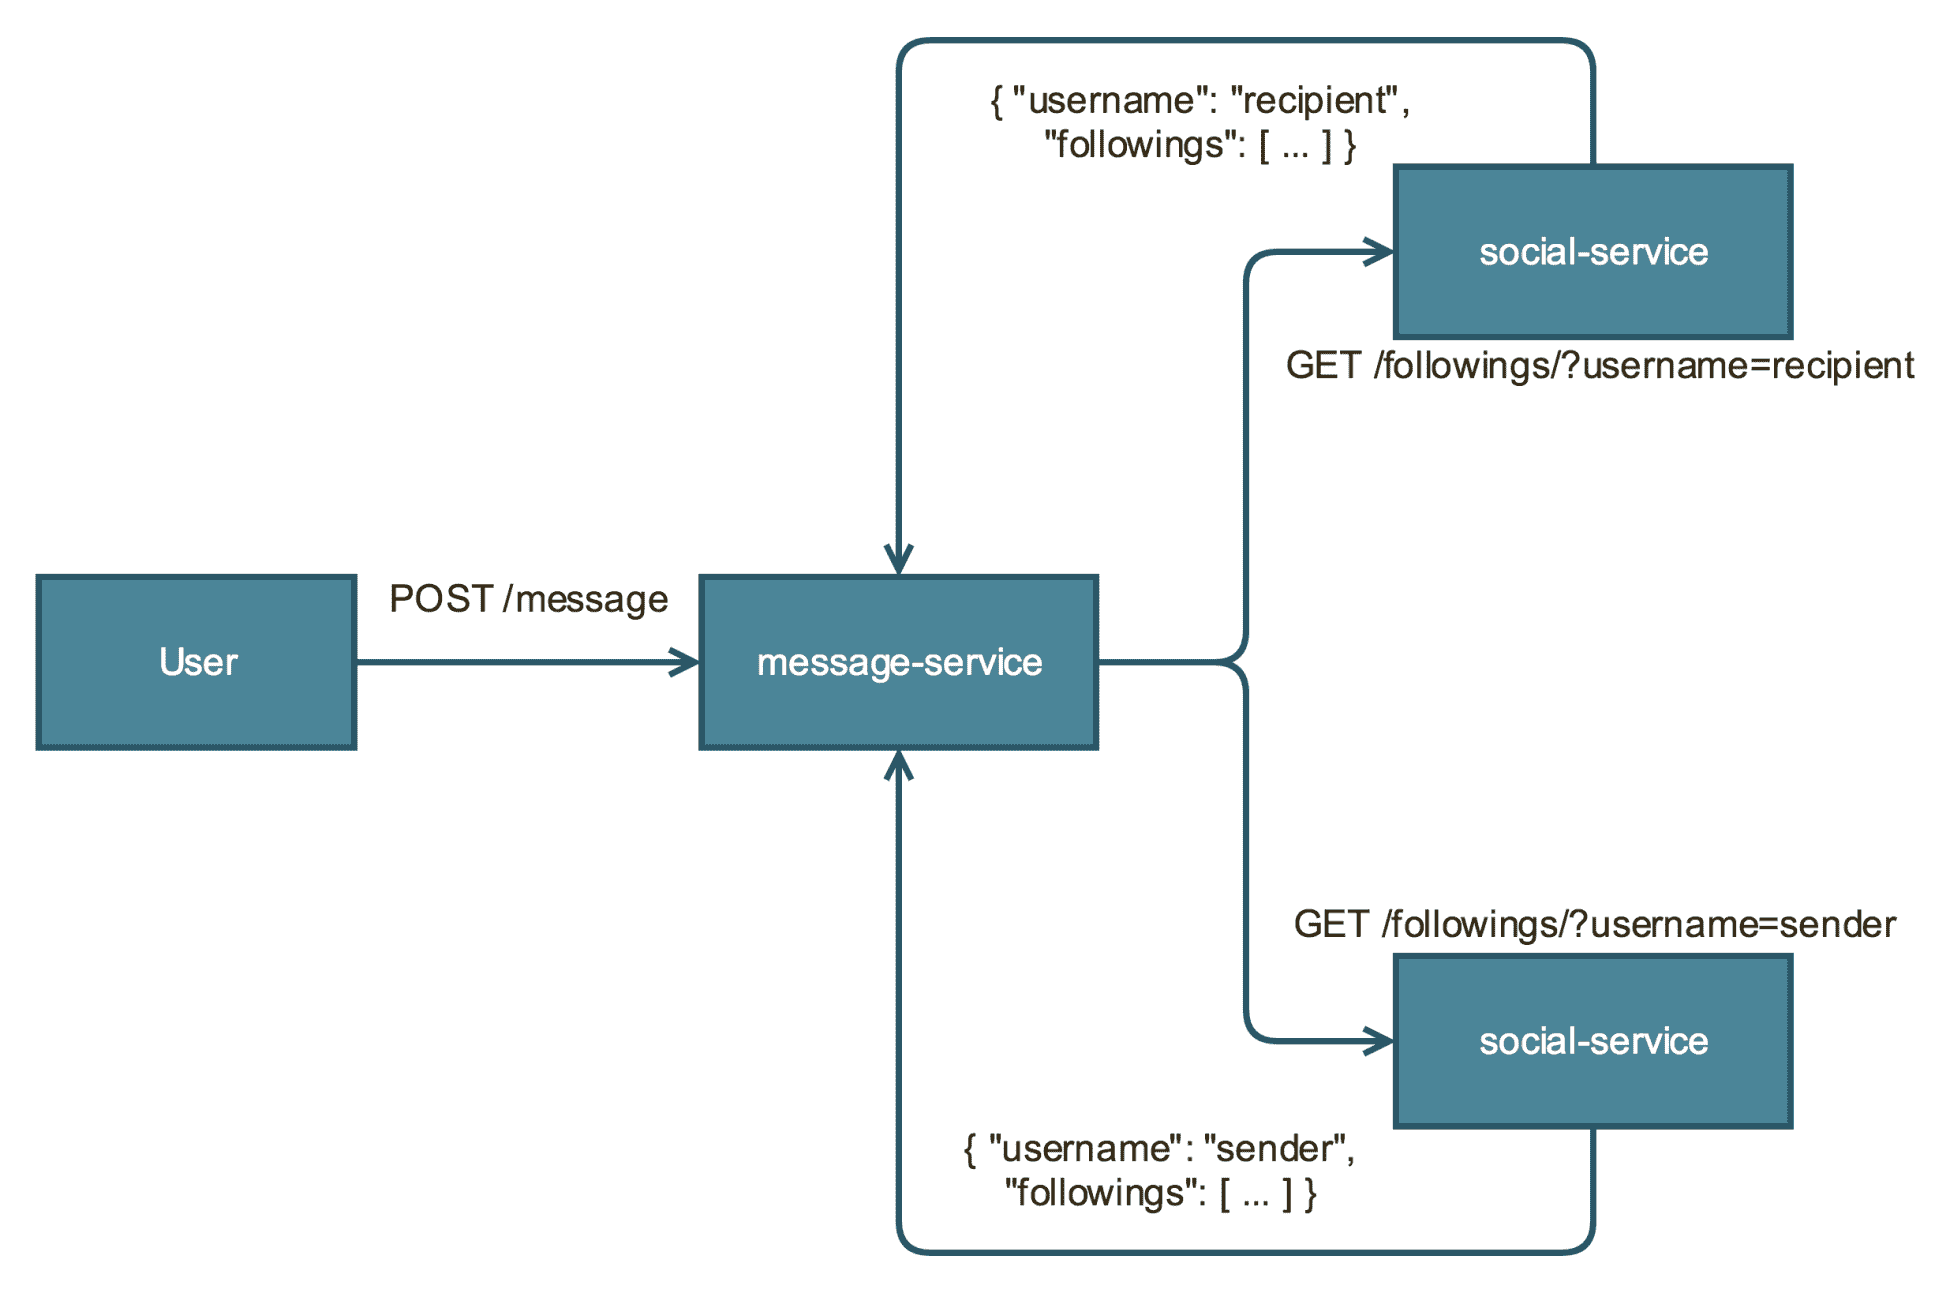 { "username": "recipient",
"followings": [ ... ] }
social-service
GET /followings/?username=recipient
User
POST /message
message-service
GET /followings/?username=sender
social-service
{ "username": "sender",
"followings": [ ... ] }